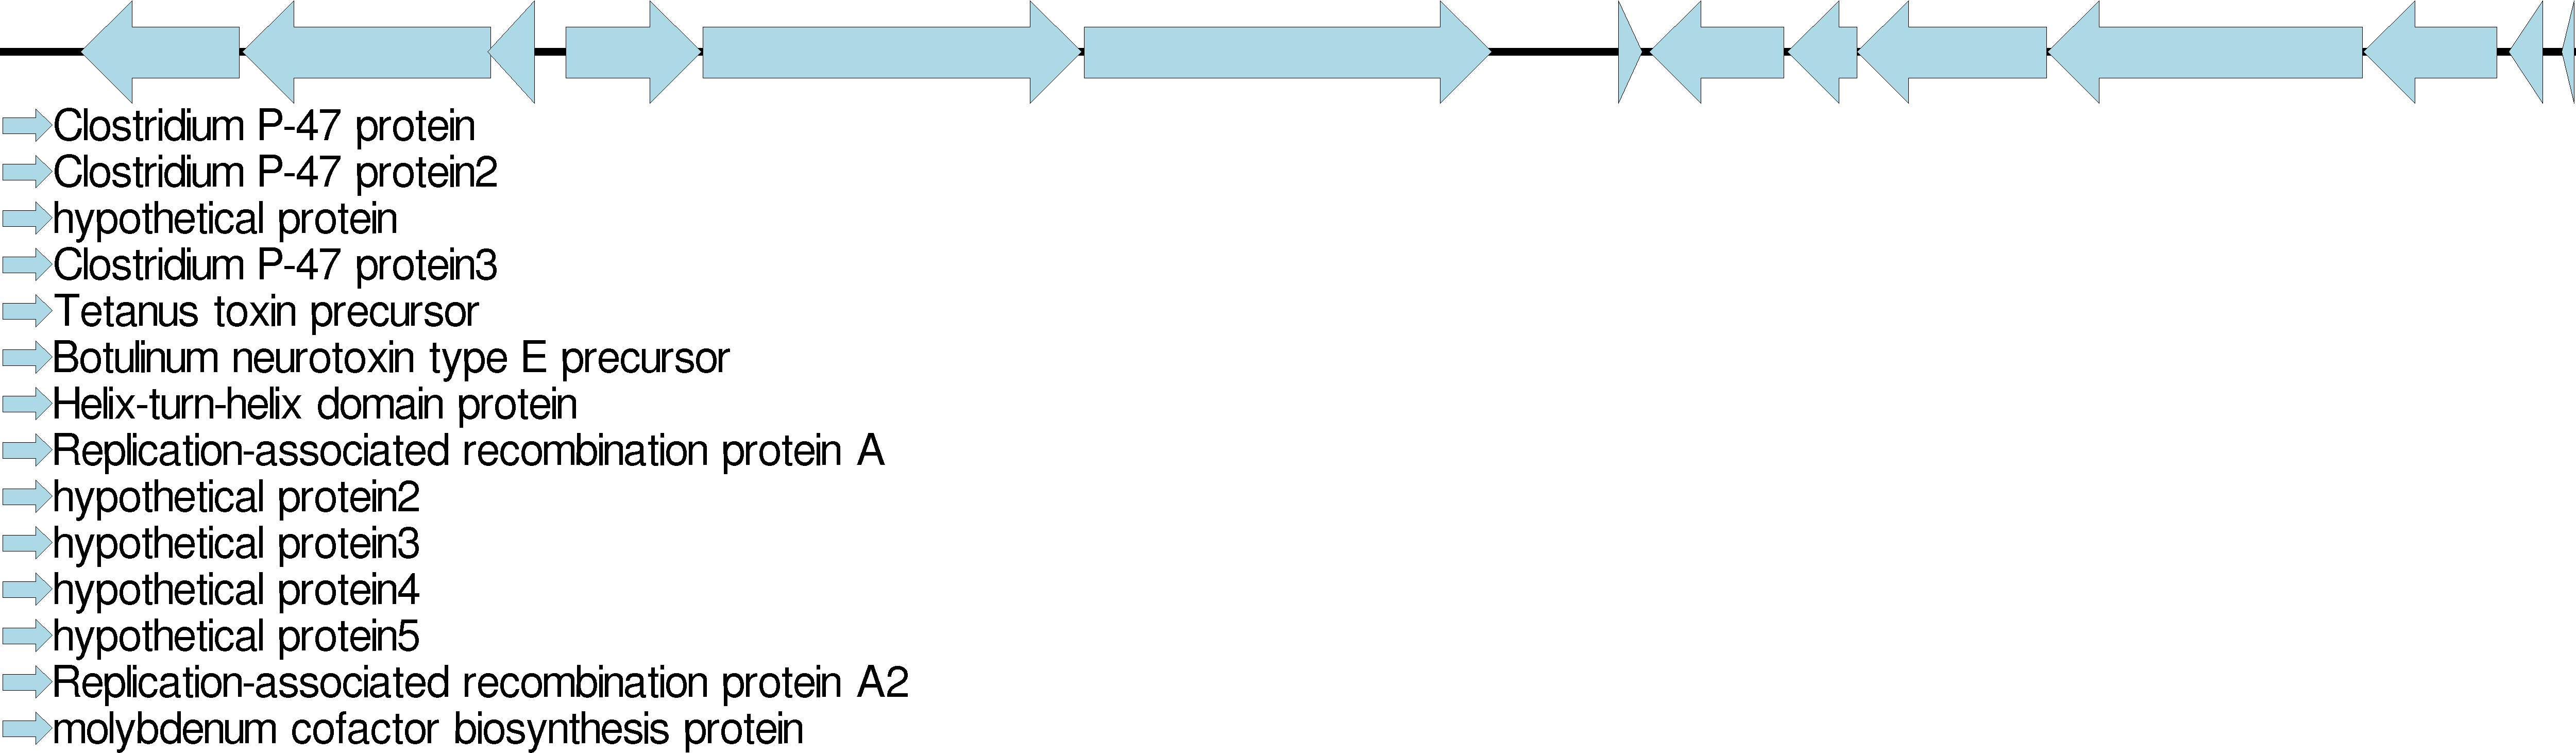 Clostridium P-47 protein
Clostridium P-47 protein2
hypothetical protein
Clostridium P-47 protein3
Tetanus toxin precursor
Botulinum neurotoxin type E precursor
Helix-turn-helix domain protein
Replication-associated recombination protein A
hypothetical protein2
hypothetical protein3
hypothetical protein4
hypothetical protein5
Replication-associated recombination protein A2
molybdenum cofactor biosynthesis protein